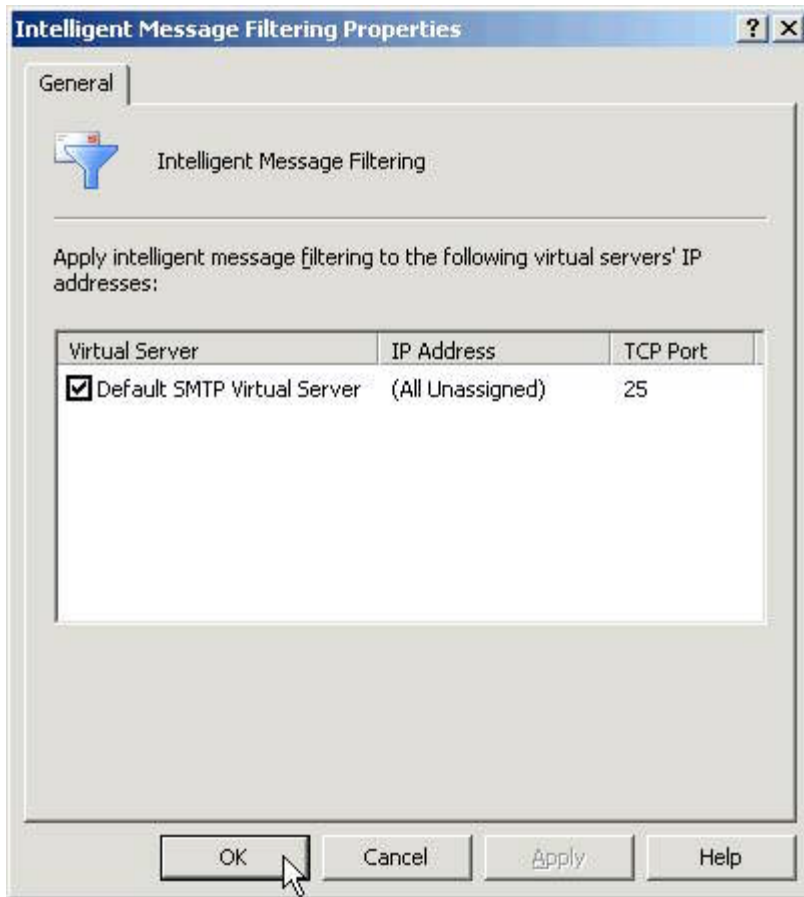 Intelligent Message Filtering Properties
General
Intelligent Message Filtering
Apply intelligent message filtering to the following virtual servers' IP
addresses:
Virtual Server IP Address TCP Port
Default SMTP Virtual Server (All Unassigned) 25
OK Cancel Apply Help